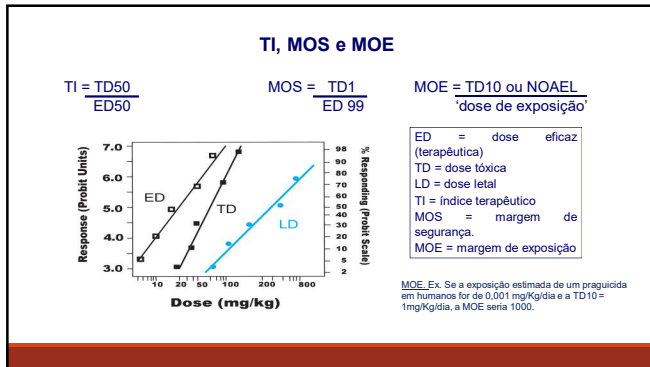 TI, MOS e MOE
TI = TD50
ED50
MOS = TD1
ED 99
MOE = TD10 ou NOAEL
'dose de exposição'
Response (Probit Units)
7.0
6.0
5.0
4.0
3.0
ED
TD
LD
98
90
80
70
60
50
40
30
20
10
5
2
% Responding (Probit Scale)
10 20 50 100 200 800
Dose (mg/kg)
ED = dose eficaz
(terapêutica)
TD = dose tóxica
LD = dose letal
TI = índice terapêutico
MOS = margem de
segurança.
MOE = margem de exposição
MOE. Ex. Se a exposição estimada de um praguicida
em humanos for de 0,001 mg/Kg/dia e a TD10 =
1mg/Kg/dia, a MOE seria 1000.